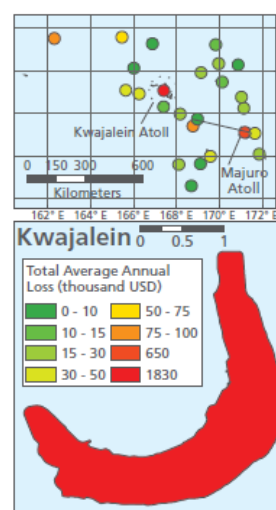 Kwajalein Atoll
0 150 300 600
Kilometers
Majuro
Atoll
162° E 164° E 166° E 168° E 170° E 172° E
Kwajalein
0 0.5 1
Total Average Annual
Loss (thousand USD)
0 - 10 50 - 75
10 - 15 75 - 100
15 - 30 650
30 - 50 1830